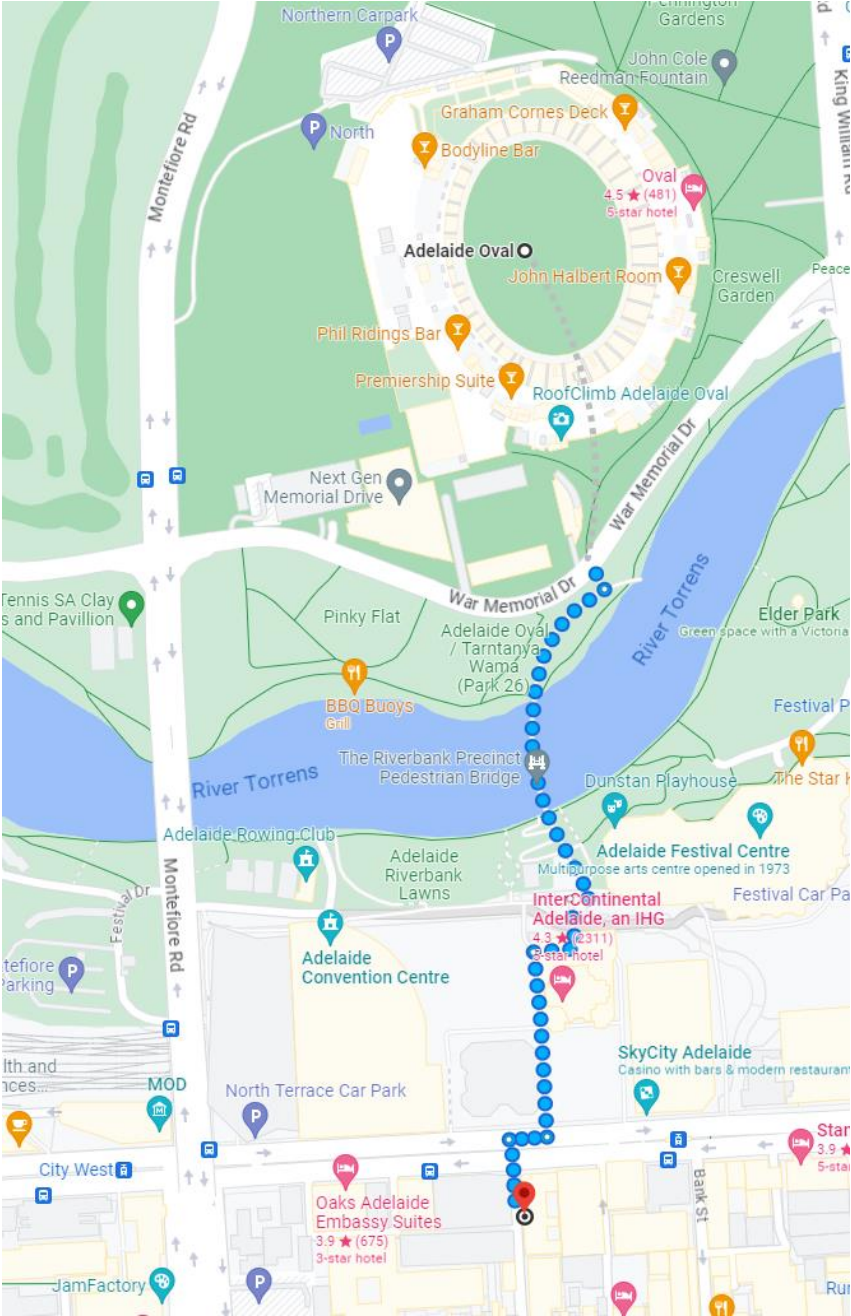 Pennington
Gardens
Northern Carpark
P
John Cole
Reedman Fountain
King William Rd
Montefiore Rd
Graham Cornes Deck
P
North
Bodyline Bar
Oval
4.5 ★ (481)
5-star hotel
Adelaide Oval
John Halbert Room
Creswell
Garden
Peace
Phil Ridings Bar
Premiership Suite
RoofClimb Adelaide Oval
War Memorial Dr
Next Gen
Memorial Drive
War Memorial Dr
Tennis SA Clay
s and Pavillion
Pinky Flat
Adelaide Oval
/ Tarntanya
Wama
(Park 26)
River Torrens
Elder Park
Green space with a Victoria
BBQ Buoys
Grill
Festival P
The Riverbank Precinct
Pedestrian Bridge
River Torrens
Dunstan Playhouse
The Star K
Adelaide Rowing Club
Adelaide Festival Centre
Multipurpose arts centre opened in 1973
Adelaide
Riverbank
Lawns
Festival Dr
Montefiore Rd
InterContinental
Adelaide, an IHG
4.3 ★ (2311)
5-star hotel
Festival Car Pa
Adelaide
Convention Centre
ntefiore
Parking
P
SkyCity Adelaide
Casino with bars & modern restaurant
lth and
nces...
MOD
North Terrace Car Park
P
Stam
3.9 ★
5-star
City West
Bank St
Oaks Adelaide
Embassy Suites
3.9 ★ (675)
3-star hotel
JamFactory
P
Run